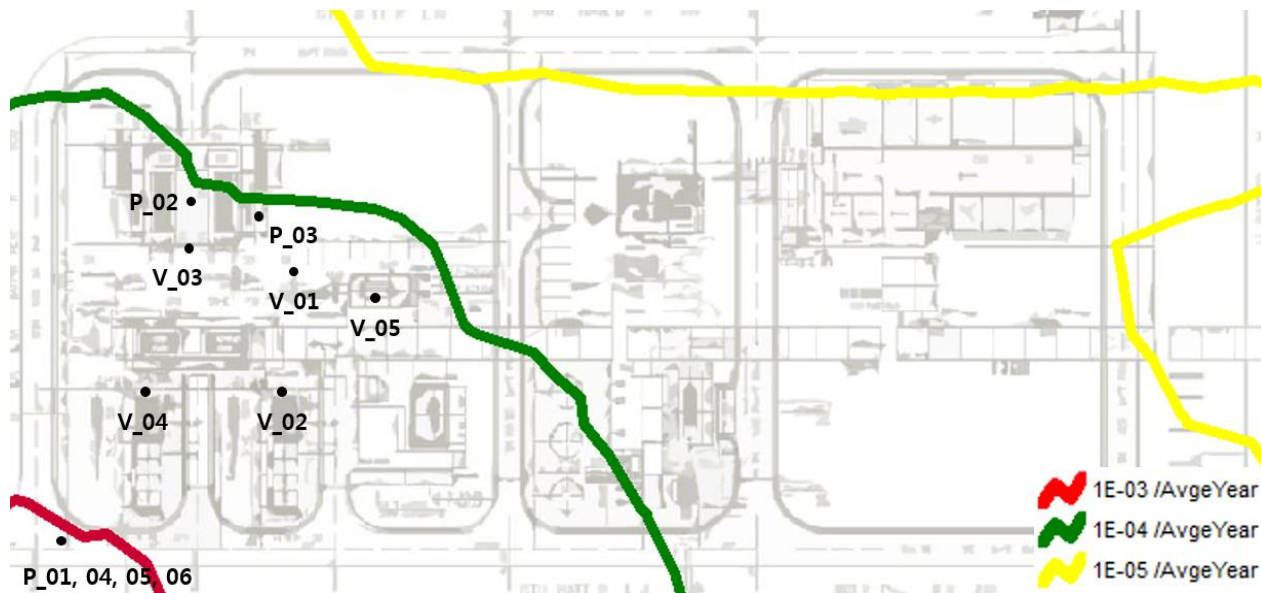 P_02
P_03
V_03
V_01
V_05
V_04
V_02
P_01, 04, 05, 06
1E-03 /AvgeYear
1E-04 /AvgeYear
1E-05 /AvgeYear